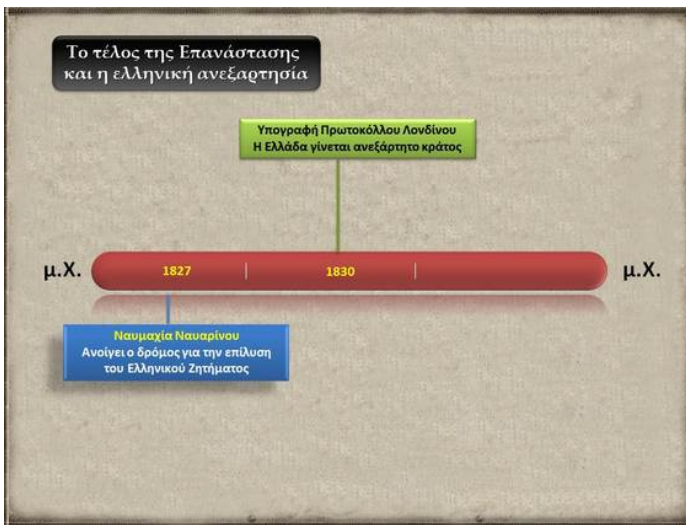 Το τέλος της Επανάστασης
και η ελληνική ανεξαρτησία
Υπογραφή Πρωτοκόλλου Λονδίνου
Η Ελλάδα γίνεται ανεξάρτητο κράτος
μ.Χ.
1827
1830
μ.Χ.
Ναυμαχία Ναυαρίνου
Ανοίγει ο δρόμος για την επίλυση
του Ελληνικού Ζητήματος